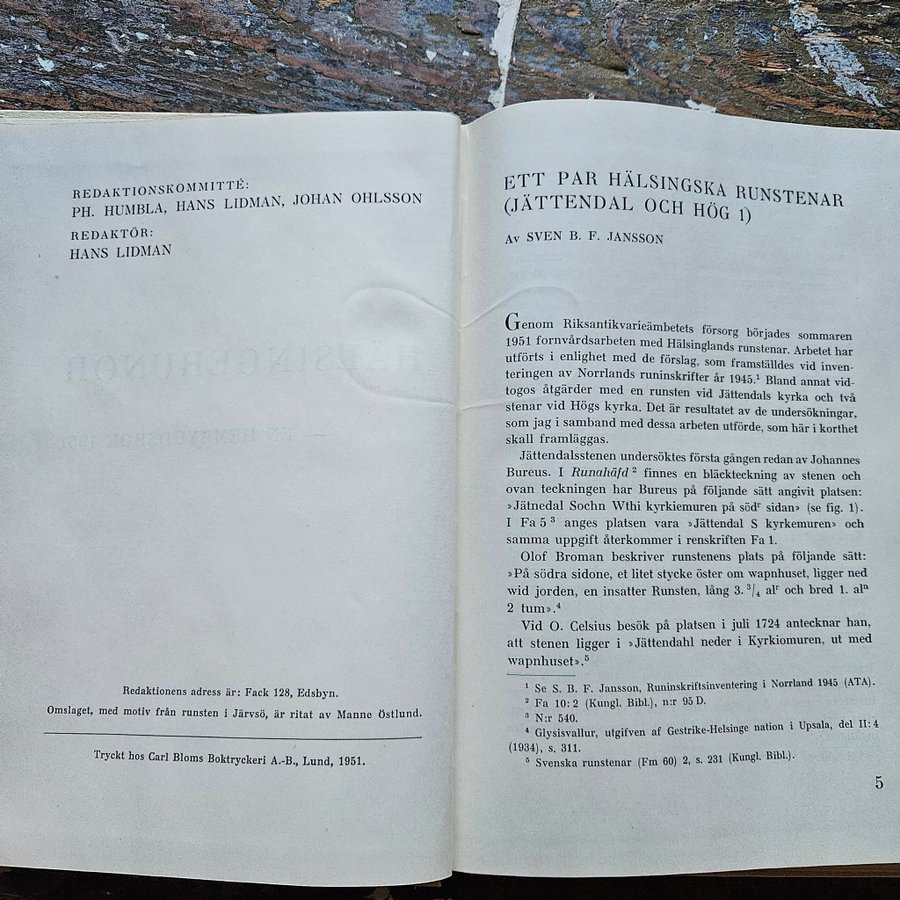 REDAKTIONSKOMMITTÉ:
PH. HUMBLA, HANS LIDMAN, JOHAN OHLSSON
REDAKTÖR:
HANS LIDMAN
Redaktionens adress är: Fack 128, Edsbyn.
Omslaget, med motiv från runsten i Järvsö, är ritat av Manne Östlund.
Tryckt hos Carl Bloms Boktryckeri A.-B., Lund, 1951.
ETT PAR HÄLSINGSKA RUNSTENAR
(JÄTTENDAL OCH HÖG 1)
Av SVEN B. F. JANSSON
Genom Riksantikvarieämbetets försorg börjades sommaren
1951 fornvårdsarbeten med Hälsinglands runstenar. Arbetet har
utförts i enlighet med de förslag, som framställdes vid inven-
teringen av Norrlands runinskrifter år 1945.¹ Bland annat vid-
togos åtgärder med en runsten vid Jättendals kyrka och två
stenar vid Högs kyrka. Det är resultatet av de undersökningar,
som jag i samband med dessa arbeten utförde, som här i korthet
skall framläggas.
Jättendalsstenen undersöktes första gången redan av Johannes
Bureus. I Runahäfd ² finnes en bläckteckning av stenen och
ovan teckningen har Bureus på följande sätt angivit platsen:
»Jätnedal Sochn Wthi kyrkiemuren på södʳ sidan» (se fig. 1).
I Fa 5 ³ anges platsen vara »Jättendal S kyrkemuren» och
samma uppgift återkommer i renskriften Fa 1.
Olof Broman beskriver runstenens plats på följande sätt:
»På södra sidone, et litet stycke öster om wapnhuset, ligger ned
wid jorden, en insatter Runsten, lång 3. ³/₄ alʳ och bred 1. alⁿ
2 tum».⁴
Vid O. Celsius besök på platsen i juli 1724 antecknar han,
att stenen ligger i »Jättendahl neder i Kyrkiomuren, ut med
wapnhuset».⁵
¹ Se S. B. F. Jansson, Runinskriftsinventering i Norrland 1945 (ATA).
² Fa 10: 2 (Kungl. Bibl.), n:r 95 D.
³ N:r 540.
⁴ Glysisvallur, utgifven af Gestrike-Helsinge nation i Upsala, del II: 4
(1934), s. 311.
⁵ Svenska runstenar (Fm 60) 2, s. 231 (Kungl. Bibl.).
5